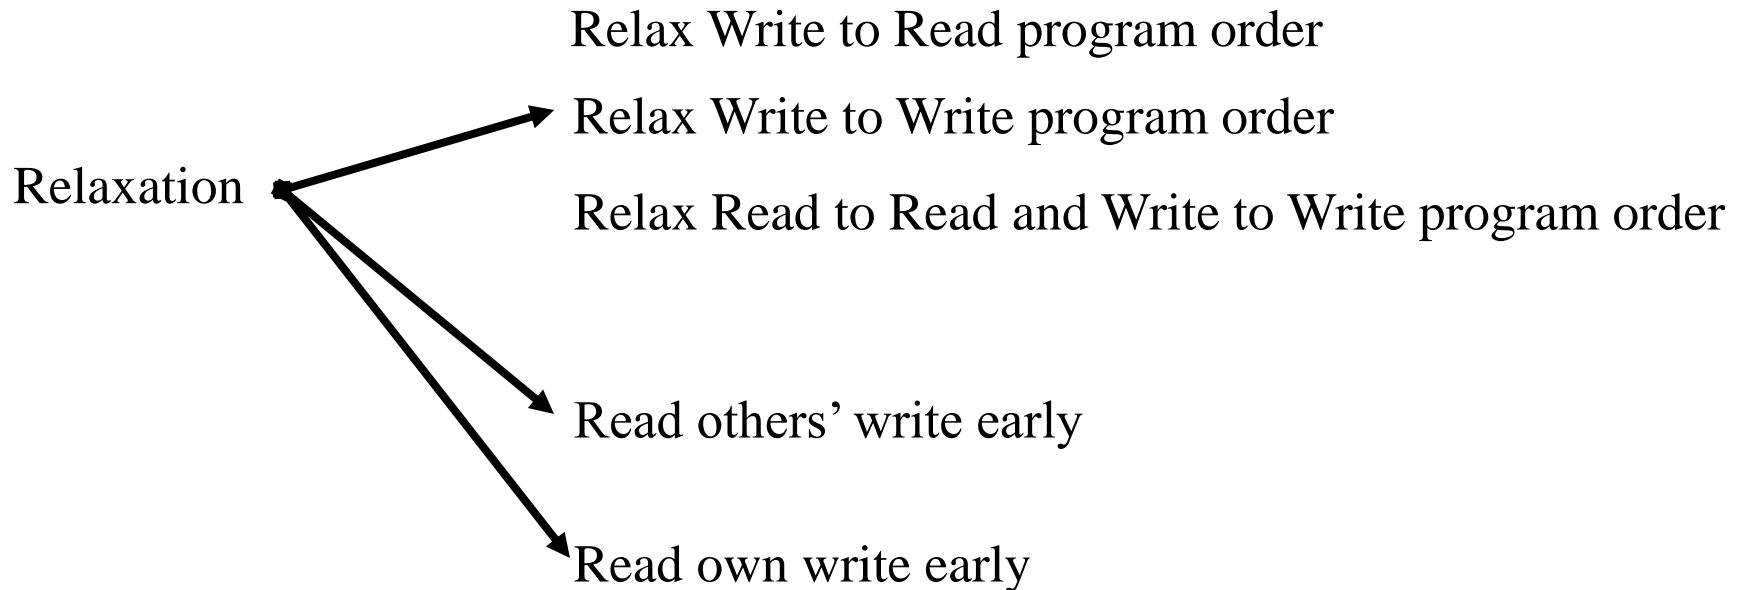 Relax Write to Read program order
Relax Write to Write program order
Relaxation
Relax Read to Read and Write to Write program order
Read others’ write early
Read own write early